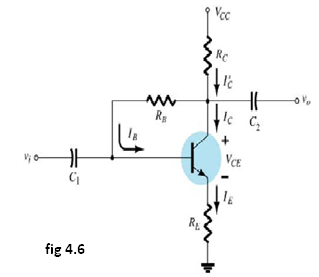 V_CC
R_C
I'_C
R_B
I_C
v_o
C_2
I_B
+
V_CE
v_i
C_1
−
I_E
R_E
fig 4.6